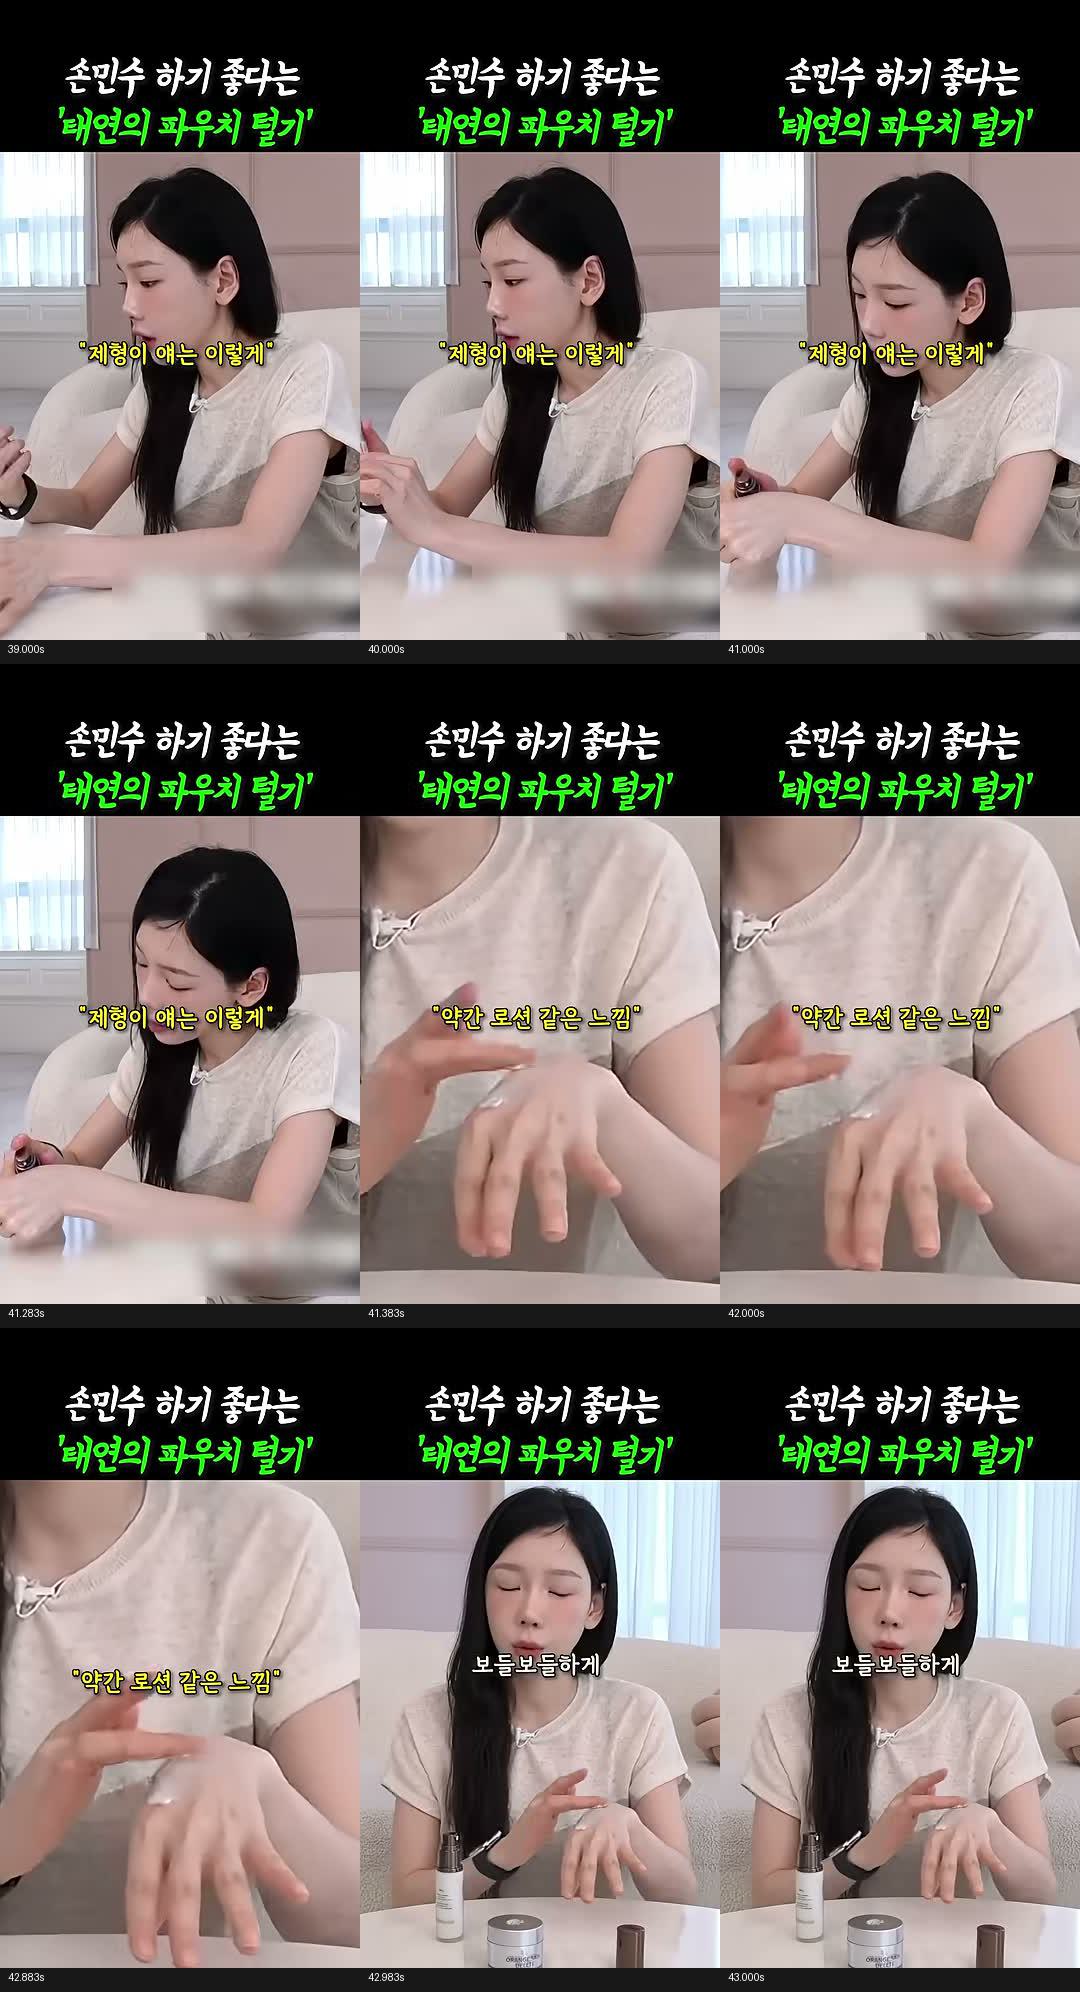 손민수 하기 좋다는
'태연의 파우치 털기'
"제형이 얘는 이렇게"
39.000s
손민수 하기 좋다는
'태연의 파우치 털기'
"제형이 얘는 이렇게"
40.000s
손민수 하기 좋다는
'태연의 파우치 털기'
"제형이 얘는 이렇게"
41.000s
손민수 하기 좋다는
'태연의 파우치 털기'
"제형이 얘는 이렇게"
41.283s
손민수 하기 좋다는
'태연의 파우치 털기'
"약간 로션 같은 느낌"
41.383s
손민수 하기 좋다는
'태연의 파우치 털기'
"약간 로션 같은 느낌"
42.000s
손민수 하기 좋다는
'태연의 파우치 털기'
"약간 로션 같은 느낌"
42.883s
손민수 하기 좋다는
'태연의 파우치 털기'
보들보들하게
42.983s
손민수 하기 좋다는
'태연의 파우치 털기'
보들보들하게
43.000s